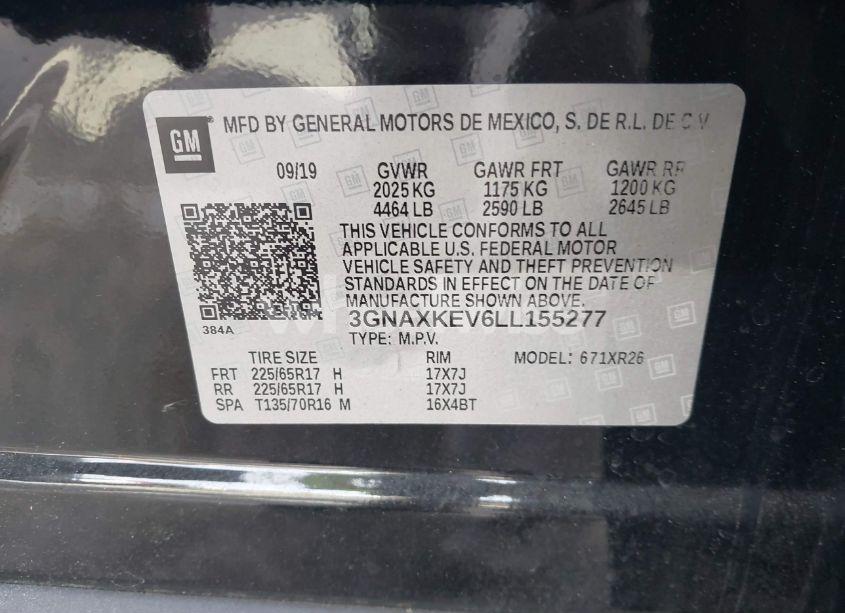 GM MFD BY GENERAL MOTORS DE MEXICO, S. DE R.L. DE C.V
09/19 GVWR GAWR FRT GAWR RR
2025 KG 1175 KG 1200 KG
4464 LB 2590 LB 2645 LB
THIS VEHICLE CONFORMS TO ALL
APPLICABLE U.S. FEDERAL MOTOR
VEHICLE SAFETY AND THEFT PREVENTION
STANDARDS IN EFFECT ON THE DATE OF
MANUFACTURE SHOWN ABOVE.
384A 3GNAXKEV6LL155277
TYPE: M.P.V.
TIRE SIZE RIM MODEL: 671XR26
FRT 225/65R17 H 17X7J
RR 225/65R17 H 17X7J
SPA T135/70R16 M 16X4BT